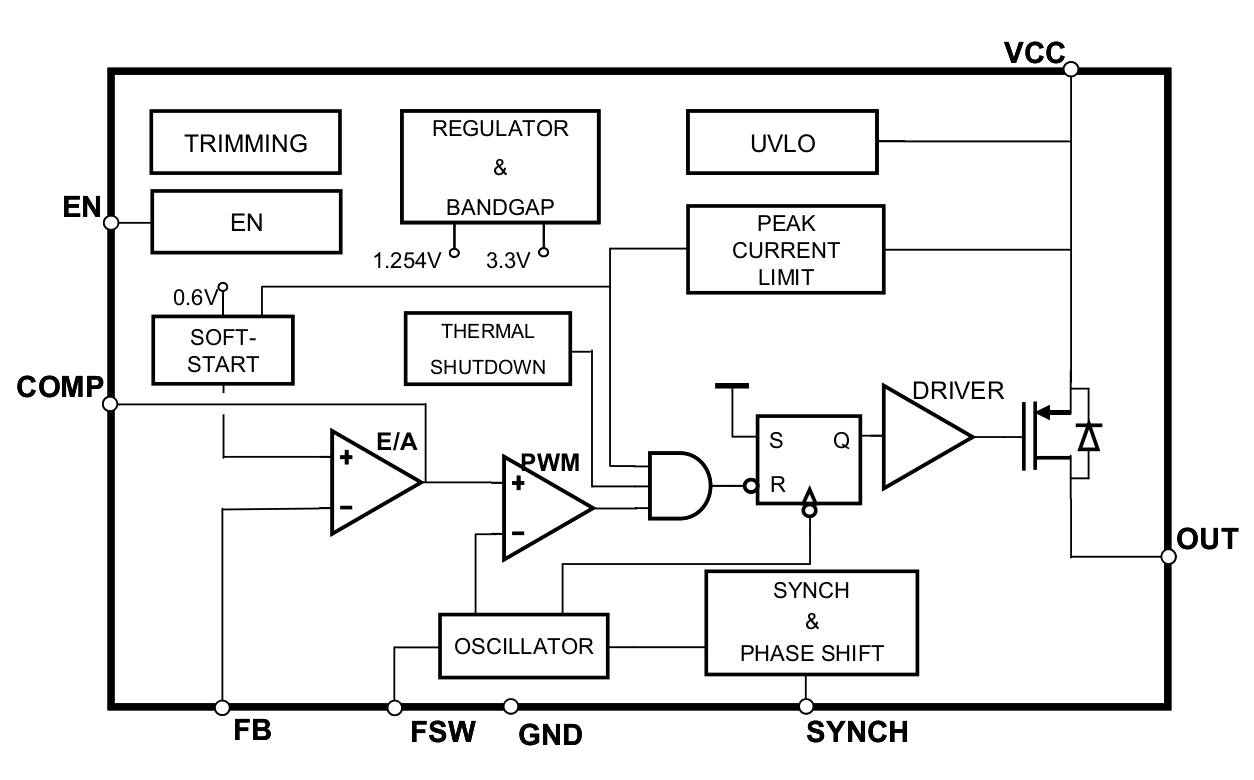 VCC
TRIMMING
REGULATOR
&
BANDGAP
UVLO
EN
EN
PEAK
CURRENT
LIMIT
1.254V
3.3V
0.6V
SOFT-
START
THERMAL
SHUTDOWN
COMP
DRIVER
E/A
+
-
PWM
+
-
S
Q
R
OUT
OSCILLATOR
SYNCH
&
PHASE SHIFT
FB
FSW
GND
SYNCH